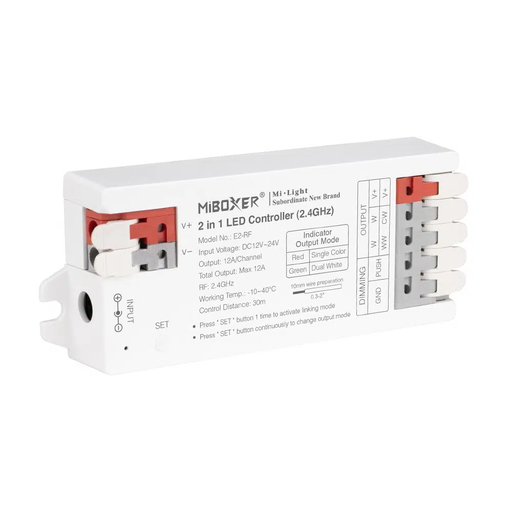 MiBOXER®
Mi·Light
Subordinate New Brand
2 in 1 LED Controller (2.4GHz)
Model No.: E2-RF
Input Voltage: DC12V~24V
Output: 12A/Channel
Total Output: Max 12A
RF: 2.4GHz
Working Temp.: -10~40°C
Control Distance: 30m
Indicator
Output Mode
Red Single Color
Green Dual White
10mm wire preparation
0.3-2"
• Press " SET " button 1 time to activate linking mode
• Press " SET " button continuously to change output mode
V+
V−
INPUT
SET
OUTPUT
V+ V+
W CW
W WW
DIMMING
PUSH
GND